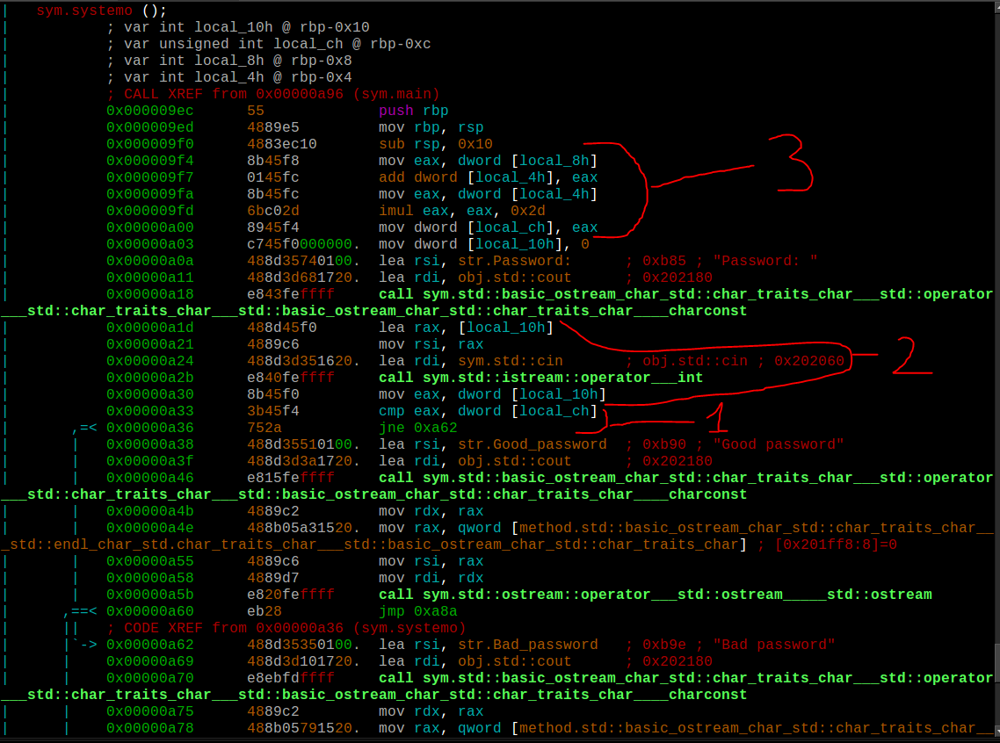 |   sym.systemo ();
|           ; var int local_10h @ rbp-0x10
|           ; var unsigned int local_ch @ rbp-0xc
|           ; var int local_8h @ rbp-0x8
|           ; var int local_4h @ rbp-0x4
|           ; CALL XREF from 0x00000a96 (sym.main)
|           0x000009ec      55             push rbp
|           0x000009ed      4889e5         mov rbp, rsp
|           0x000009f0      4883ec10       sub rsp, 0x10
|           0x000009f4      8b45f8         mov eax, dword [local_8h]
|           0x000009f7      0145fc         add dword [local_4h], eax
3
|           0x000009fa      8b45fc         mov eax, dword [local_4h]
|           0x000009fd      6bc02d         imul eax, eax, 0x2d
|           0x00000a00      8945f4         mov dword [local_ch], eax
|           0x00000a03      c745f0000000.  mov dword [local_10h], 0
|           0x00000a0a      488d35740100.  lea rsi, str.Password:      ; 0xb85 ; "Password: "
|           0x00000a11      488d3d681720.  lea rdi, obj.std::cout      ; 0x202180
|           0x00000a18      e843feffff     call sym.std::basic_ostream_char_std::char_traits_char___std::operator
___std::char_traits_char___std::basic_ostream_char_std::char_traits_char____charconst
|           0x00000a1d      488d45f0       lea rax, [local_10h]
|           0x00000a21      4889c6         mov rsi, rax
|           0x00000a24      488d3d351620.  lea rdi, sym.std::cin       ; obj.std::cin ; 0x202060
2
|           0x00000a2b      e840feffff     call sym.std::istream::operator___int
|           0x00000a30      8b45f0         mov eax, dword [local_10h]
|           0x00000a33      3b45f4         cmp eax, dword [local_ch]
1
|       ,=< 0x00000a36      752a           jne 0xa62
|       |   0x00000a38      488d35510100.  lea rsi, str.Good_password  ; 0xb90 ; "Good password"
|       |   0x00000a3f      488d3d3a1720.  lea rdi, obj.std::cout      ; 0x202180
|       |   0x00000a46      e815feffff     call sym.std::basic_ostream_char_std::char_traits_char___std::operator
___std::char_traits_char___std::basic_ostream_char_std::char_traits_char____charconst
|       |   0x00000a4b      4889c2         mov rdx, rax
|       |   0x00000a4e      488b05a31520.  mov rax, qword [method.std::basic_ostream_char_std::char_traits_char__
_std::endl_char_std.char_traits_char___std::basic_ostream_char_std::char_traits_char] ; [0x201ff8:8]=0
|       |   0x00000a55      4889c6         mov rsi, rax
|       |   0x00000a58      4889d7         mov rdi, rdx
|       |   0x00000a5b      e820feffff     call sym.std::ostream::operator___std::ostream_____std::ostream
|      ,==< 0x00000a60      eb28           jmp 0xa8a
|      ||   ; CODE XREF from 0x00000a36 (sym.systemo)
|      |`-> 0x00000a62      488d35350100.  lea rsi, str.Bad_password   ; 0xb9e ; "Bad password"
|      |    0x00000a69      488d3d101720.  lea rdi, obj.std::cout      ; 0x202180
|      |    0x00000a70      e8ebfdffff     call sym.std::basic_ostream_char_std::char_traits_char___std::operator
___std::char_traits_char___std::basic_ostream_char_std::char_traits_char____charconst
|      |    0x00000a75      4889c2         mov rdx, rax
|      |    0x00000a78      488b05791520.  mov rax, qword [method.std::basic_ostream_char_std::char_traits_char__